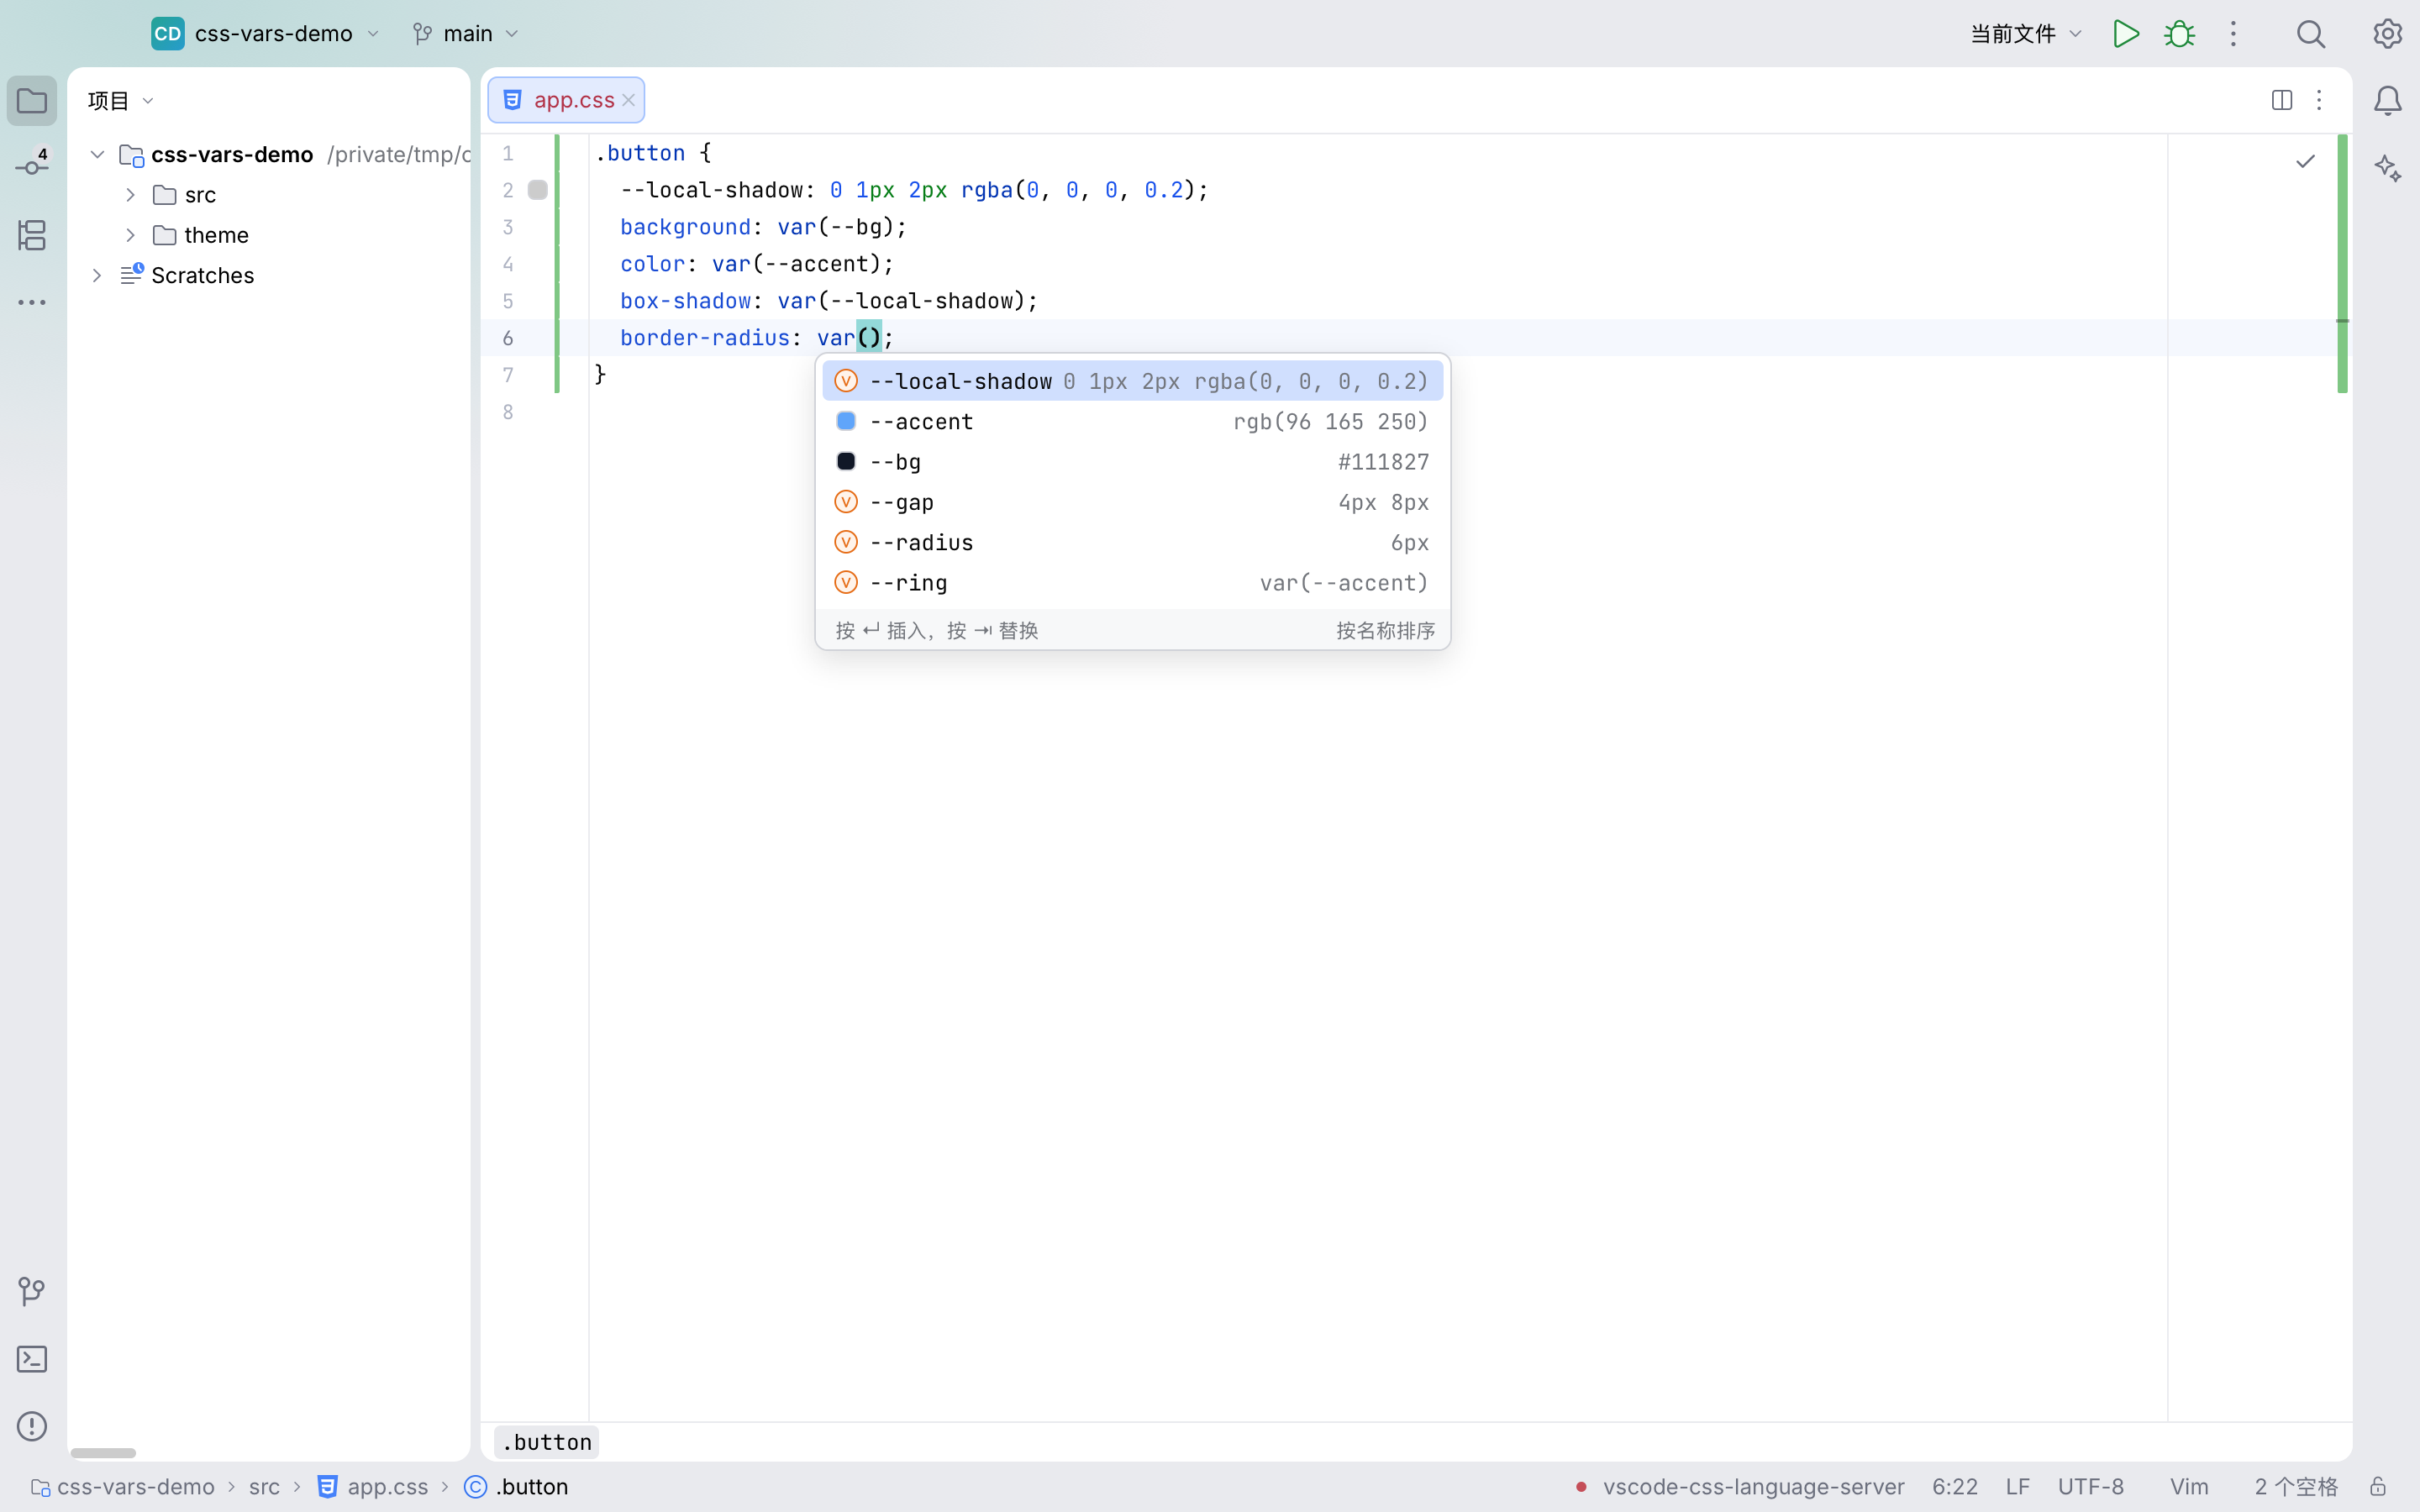 CD css-vars-demo main 当前文件
项目
app.css
4
css-vars-demo /private/tmp/c
src
theme
Scratches
1 .button {
2 --local-shadow: 0 1px 2px rgba(0, 0, 0, 0.2);
3 background: var(--bg);
4 color: var(--accent);
5 box-shadow: var(--local-shadow);
6 border-radius: var();
7 }
8
V --local-shadow 0 1px 2px rgba(0, 0, 0, 0.2)
--accent rgb(96 165 250)
--bg #111827
V --gap 4px 8px
V --radius 6px
V --ring var(--accent)
按 ↵ 插入，按 ⇥ 替换 按名称排序
.button
css-vars-demo › src › app.css › C .button vscode-css-language-server 6:22 LF UTF-8 Vim 2 个空格